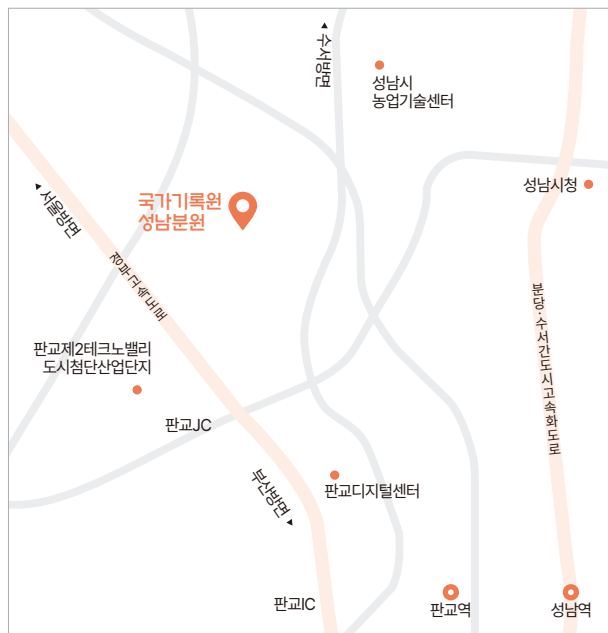 ◀ 수서방면
성남시
농업기술센터
성남시청
국가기록원
성남분원
◀ 서울방면
경부고속도로
분당·수서간도시고속화도로
판교제2테크노밸리
도시첨단산업단지
판교JC
판교디지털센터
부산방면 ▶
판교IC
판교역
성남역